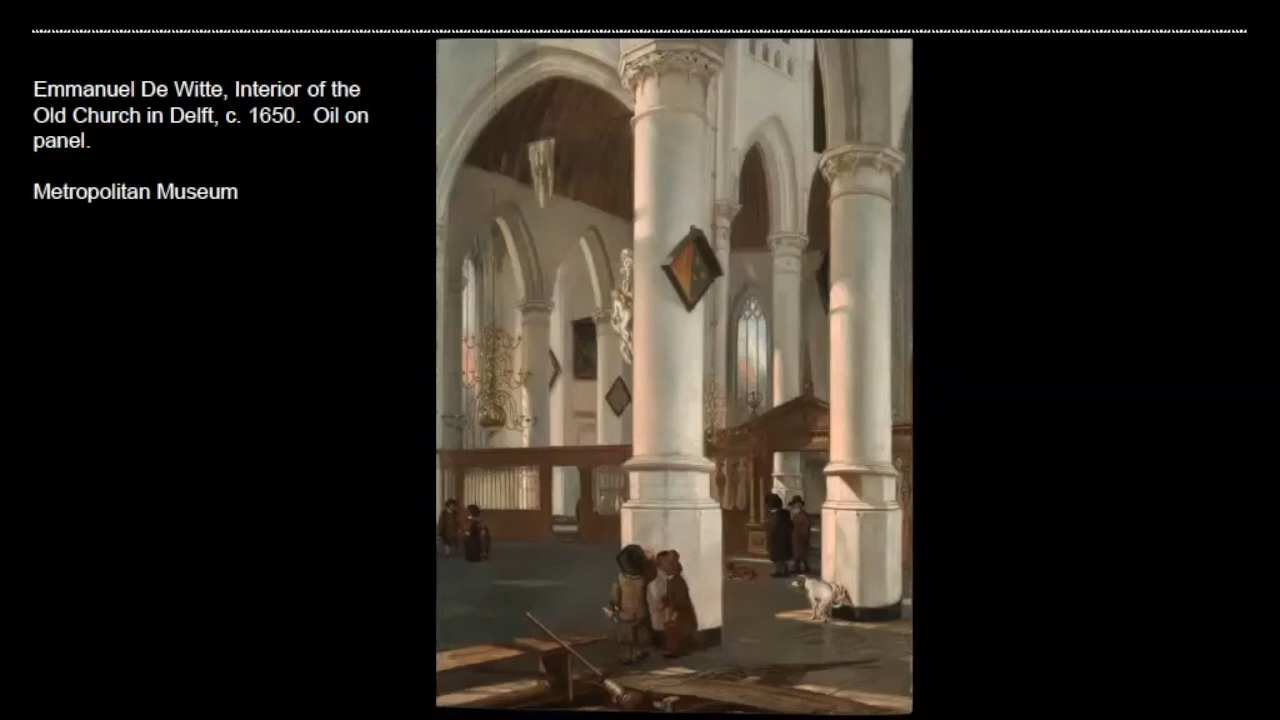 Emmanuel De Witte, Interior of the
Old Church in Delft, c. 1650.  Oil on
panel.
Metropolitan Museum